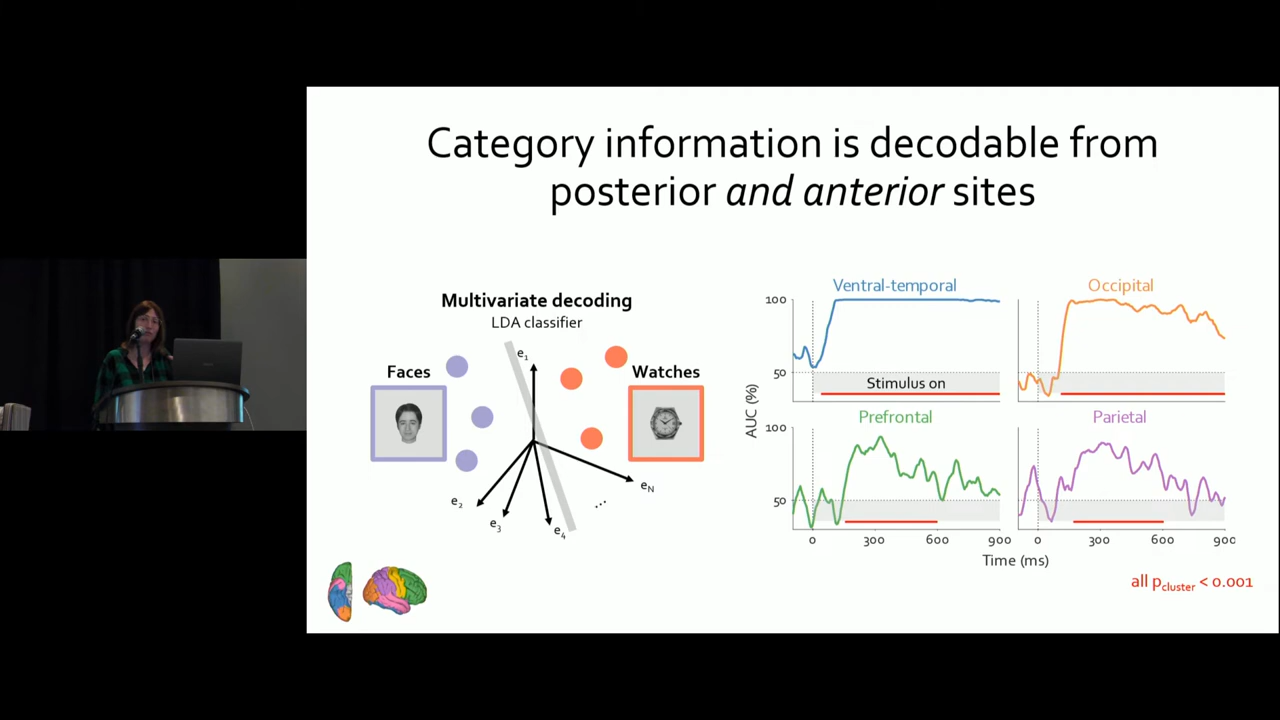 Category information is decodable from
posterior and anterior sites
Multivariate decoding
LDA classifier
Faces
Watches
e1
e2
e3
e4
eN
...
Ventral-temporal
Occipital
100
50
Stimulus on
AUC (%)
Prefrontal
Parietal
100
50
0
300
600
900
0
300
600
900
Time (ms)
all pcluster < 0.001